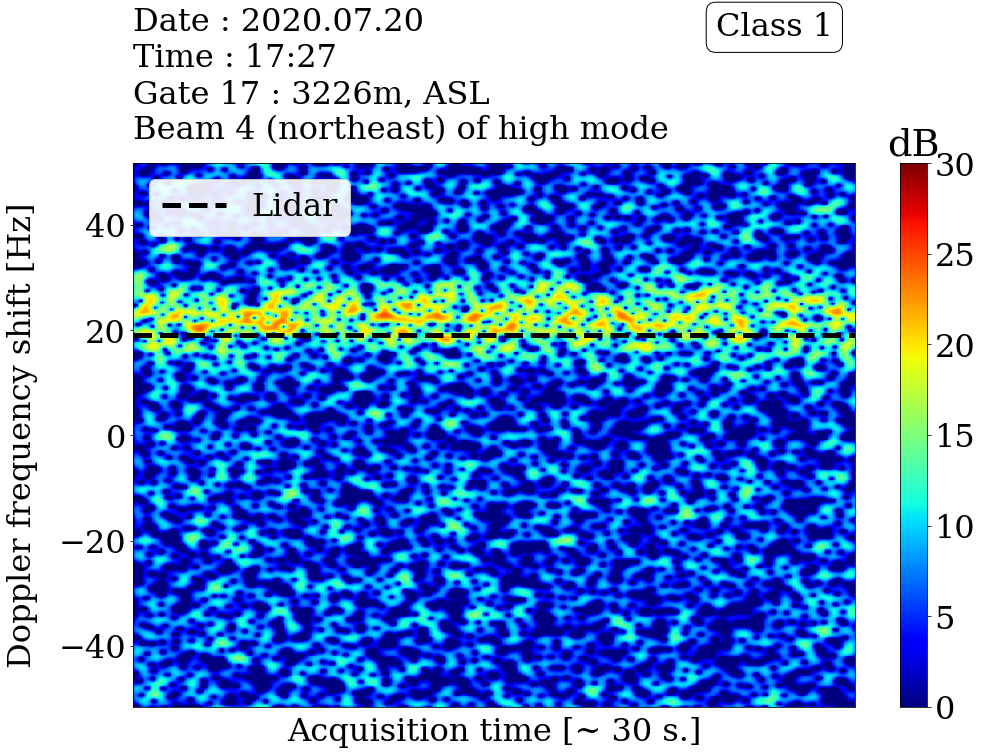 Date : 2020.07.20
Time : 17:27
Gate 17 : 3226m, ASL
Beam 4 (northeast) of high mode
Class 1
dB
Lidar
Doppler frequency shift [Hz]
40
20
0
−20
−40
30
25
20
15
10
5
0
Acquisition time [~ 30 s.]